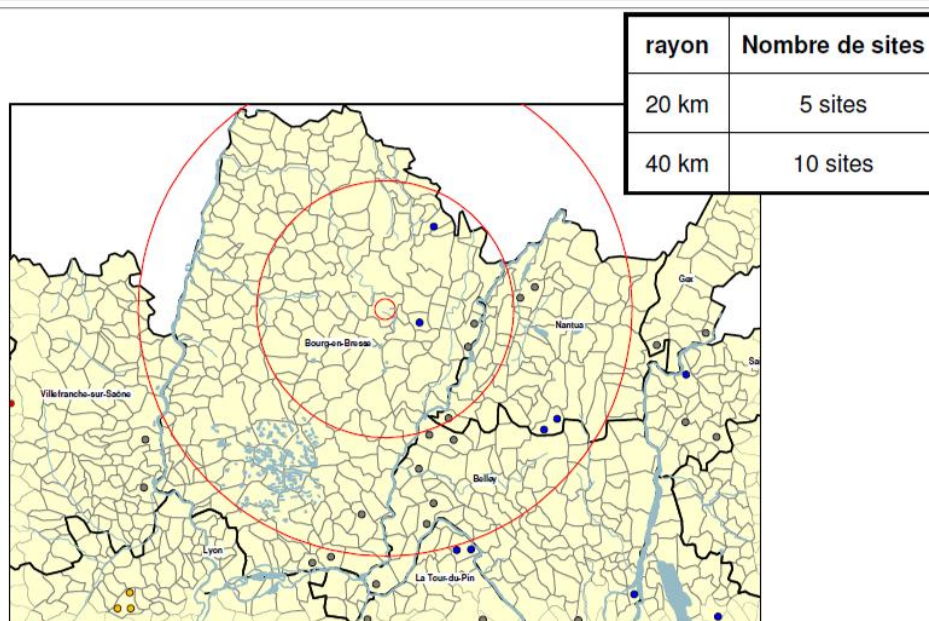 rayon Nombre de sites
20 km 5 sites
40 km 10 sites
Gex
Nantua
Bourg-en-Bresse
Villefranche-sur-Saône
Belley
Lyon
La Tour-du-Pin